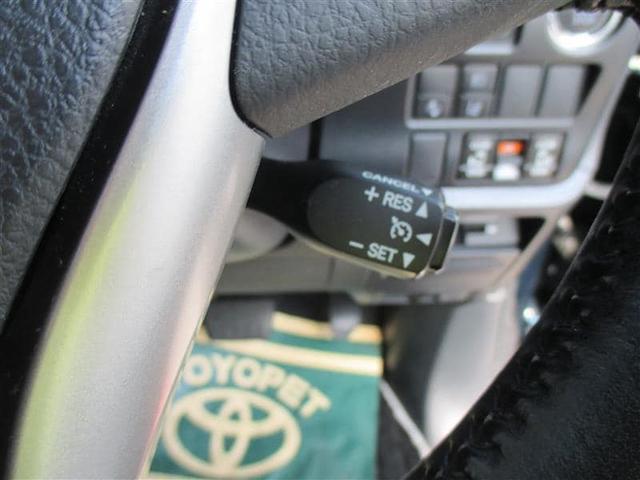 CANCEL▼
+ RES ▲
◀
− SET ▼
TOYOPET